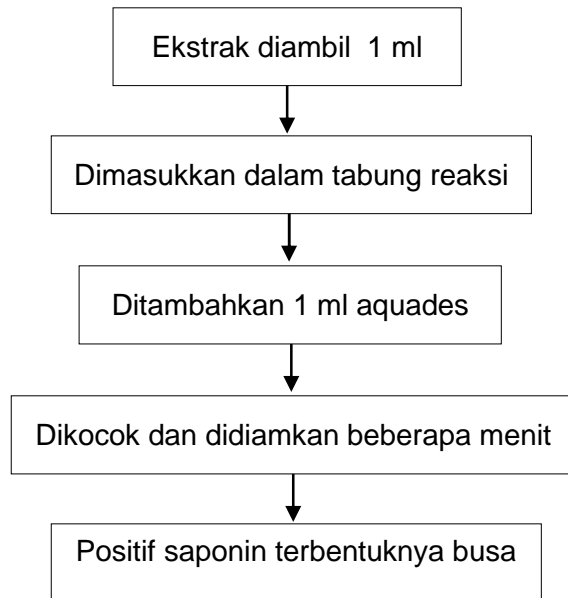 Ekstrak diambil 1 ml
Dimasukkan dalam tabung reaksi
Ditambahkan 1 ml aquades
Dikocok dan didiamkan beberapa menit
Positif saponin terbentuknya busa